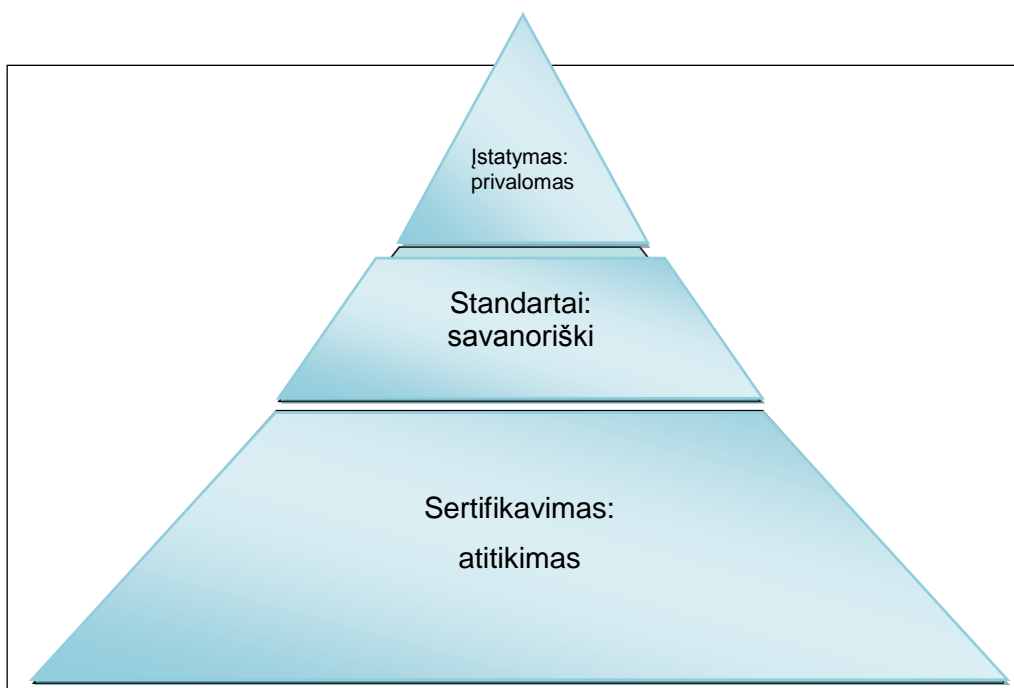 Įstatymas:
privalomas
Standartai:
savanoriški
Sertifikavimas:
atitikimas